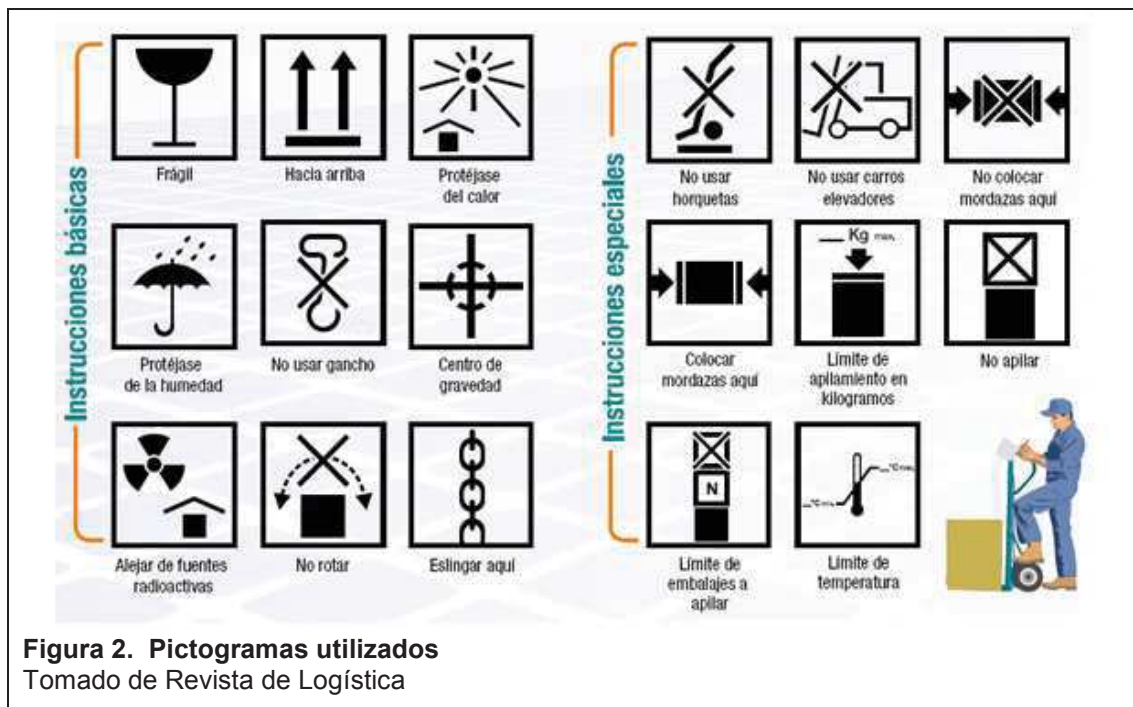 Instrucciones básicas
Frágil
Hacia arriba
Protéjase
del calor
Protéjase
de la humedad
No usar gancho
Centro de
gravedad
Alejar de fuentes
radioactivas
No rotar
Eslingar aquí
Instrucciones especiales
No usar
horquetas
No usar carros
elevadores
No colocar
mordazas aquí
Colocar
mordazas aquí
Kg max.
Límite de
apilamiento en
kilogramos
No apilar
N
Límite de
embalajes a
apilar
Límite de
temperatura
Figura 2. Pictogramas utilizados
Tomado de Revista de Logística